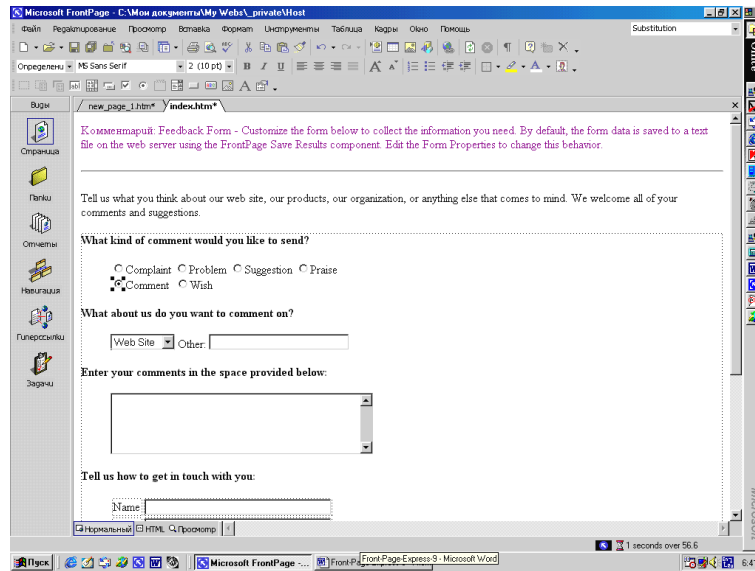 Microsoft FrontPage - C:\Мои документы\My Webs\_private\Host
Файл Редактирование Просмотр Вставка Формат Инструменты Таблица Кадры Окно Помощь
Substitution
Определены MS Sans Serif 2 (10 pt)
Виды
new_page_1.htm* index.htm*
Страница
Папки
Отчеты
Навигация
Гиперссылки
Задачи
Комментарий: Feedback Form - Customize the form below to collect the information you need. By default, the form data is saved to a text
file on the web server using the FrontPage Save Results component. Edit the Form Properties to change this behavior.
Tell us what you think about our web site, our products, our organization, or anything else that comes to mind. We welcome all of your
comments and suggestions.
What kind of comment would you like to send?
Complaint Problem Suggestion Praise
Comment Wish
What about us do you want to comment on?
Web Site Other:
Enter your comments in the space provided below:
Tell us how to get in touch with you:
Name
Нормальный HTML Просмотр
1 seconds over 56.6
Front-Page-Express-9 - Microsoft Word
Пуск Microsoft FrontPage -...